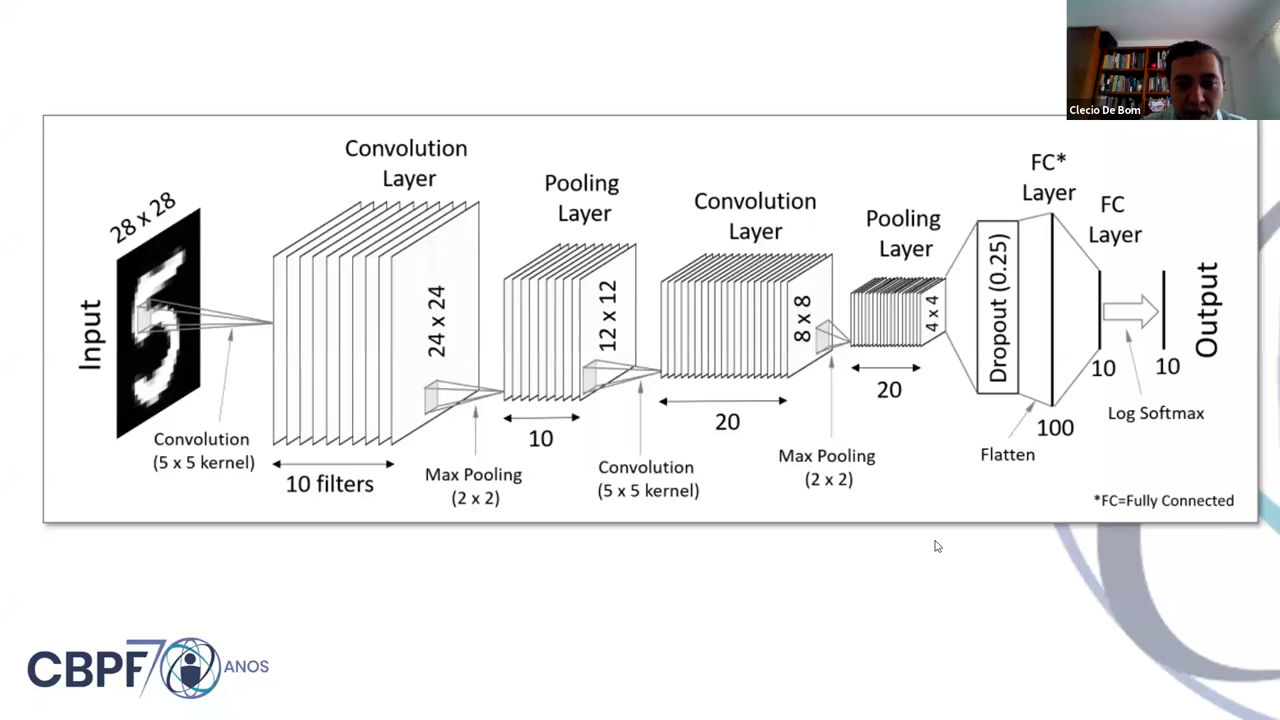 Clecio De Bom
Input
28 x 28
Convolution
(5 x 5 kernel)
Convolution
Layer
24 x 24
10 filters
Max Pooling
(2 x 2)
Pooling
Layer
12 x 12
10
Convolution
(5 x 5 kernel)
Convolution
Layer
8 x 8
20
Max Pooling
(2 x 2)
Pooling
Layer
4 x 4
20
Dropout (0.25)
Flatten
FC*
Layer
100
FC
Layer
10
Log Softmax
10
Output
*FC=Fully Connected
CBPF 70 ANOS